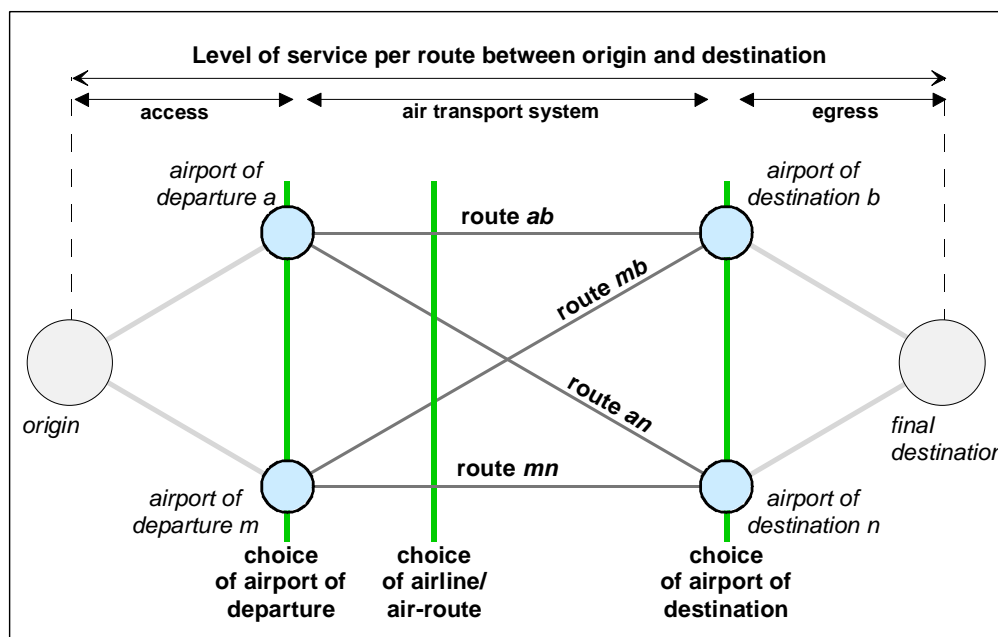 Level of service per route between origin and destination
access
air transport system
egress
airport of
departure a
airport of
destination b
route ab
route mb
route an
origin
final
destination
route mn
airport of
departure m
airport of
destination n
choice
of airport of
departure
choice
of airline/
air-route
choice
of airport of
destination